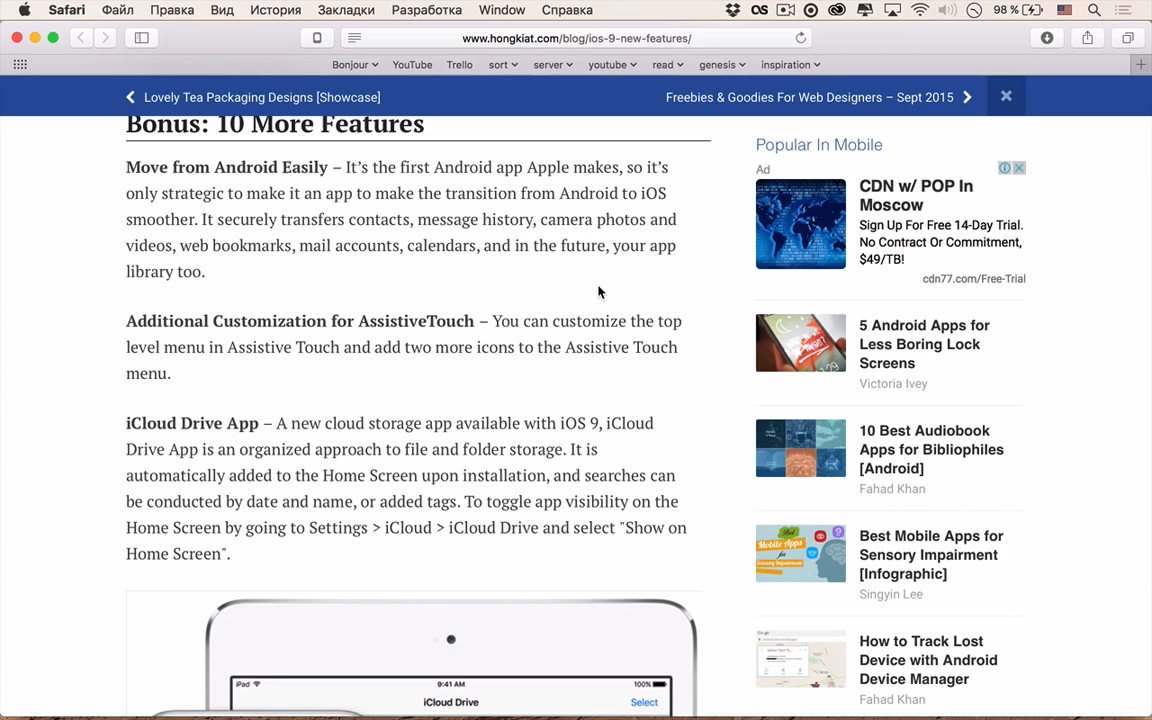 Safari Файл Правка Вид История Закладки Разработка Window Справка 98 %
www.hongkiat.com/blog/ios-9-new-features/
Bonjour YouTube Trello sort server youtube read genesis inspiration
Lovely Tea Packaging Designs [Showcase]
Freebies & Goodies For Web Designers – Sept 2015
Bonus: 10 More Features
Move from Android Easily – It’s the first Android app Apple makes, so it’s
only strategic to make it an app to make the transition from Android to iOS
smoother. It securely transfers contacts, message history, camera photos and
videos, web bookmarks, mail accounts, calendars, and in the future, your app
library too.
Additional Customization for AssistiveTouch – You can customize the top
level menu in Assistive Touch and add two more icons to the Assistive Touch
menu.
iCloud Drive App – A new cloud storage app available with iOS 9, iCloud
Drive App is an organized approach to file and folder storage. It is
automatically added to the Home Screen upon installation, and searches can
be conducted by date and name, or added tags. To toggle app visibility on the
Home Screen by going to Settings > iCloud > iCloud Drive and select "Show on
Home Screen".
iPad 9:41 AM 100%
iCloud Drive Select
Popular In Mobile
Ad
CDN w/ POP In
Moscow
Sign Up For Free 14-Day Trial.
No Contract Or Commitment,
$49/TB!
cdn77.com/Free-Trial
5 Android Apps for
Less Boring Lock
Screens
Victoria Ivey
10 Best Audiobook
Apps for Bibliophiles
[Android]
Fahad Khan
Best Mobile Apps for
Sensory Impairment
[Infographic]
Singyin Lee
How to Track Lost
Device with Android
Device Manager
Fahad Khan